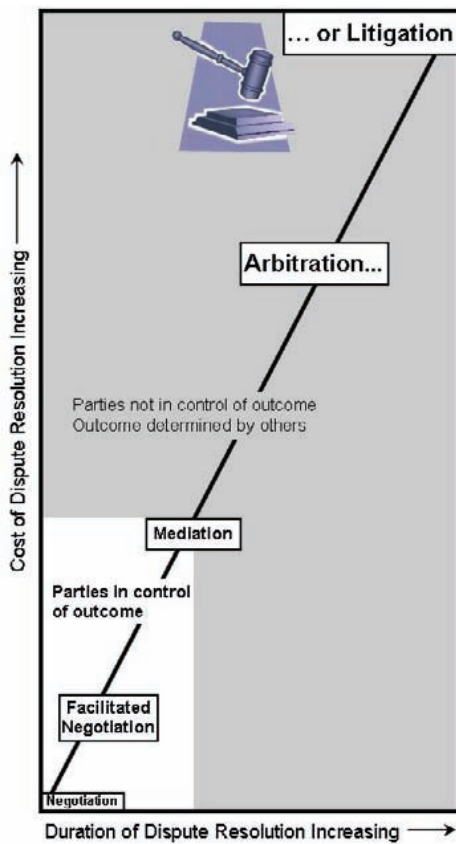 ... or Litigation
Arbitration...
Parties not in control of outcome
Outcome determined by others
Mediation
Parties in control
of outcome
Facilitated
Negotiation
Negotiation
Cost of Dispute Resolution Increasing
Duration of Dispute Resolution Increasing